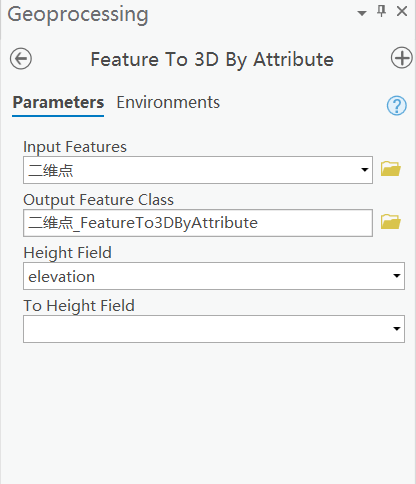 Geoprocessing
Feature To 3D By Attribute
Parameters Environments
Input Features
二维点
Output Feature Class
二维点_FeatureTo3DByAttribute
Height Field
elevation
To Height Field